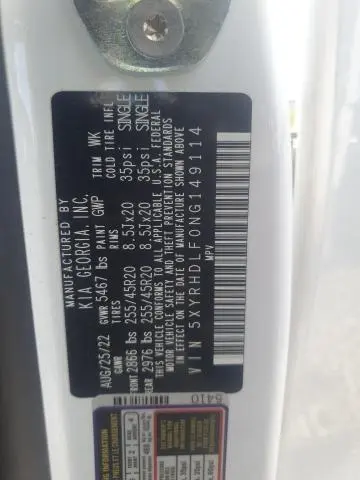 MANUFACTURED BY
KIA GEORGIA, INC.
AUG/25/22 GVWR 5467 lbs PAINT GWP TRIM WK
GAWR TIRES RIMS COLD TIRE INFL
FRONT 2866 lbs 255/45R20 8.5Jx20 35psi SINGLE
REAR 2976 lbs 255/45R20 8.5Jx20 35psi SINGLE
THIS VEHICLE CONFORMS TO ALL APPLICABLE U.S.A. FEDERAL
MOTOR VEHICLE SAFETY AND THEFT PREVENTION STANDARDS
IN EFFECT ON THE DATE OF MANUFACTURE SHOWN ABOVE
VIN 5XYRHDLF0NG149114
MPV
5410